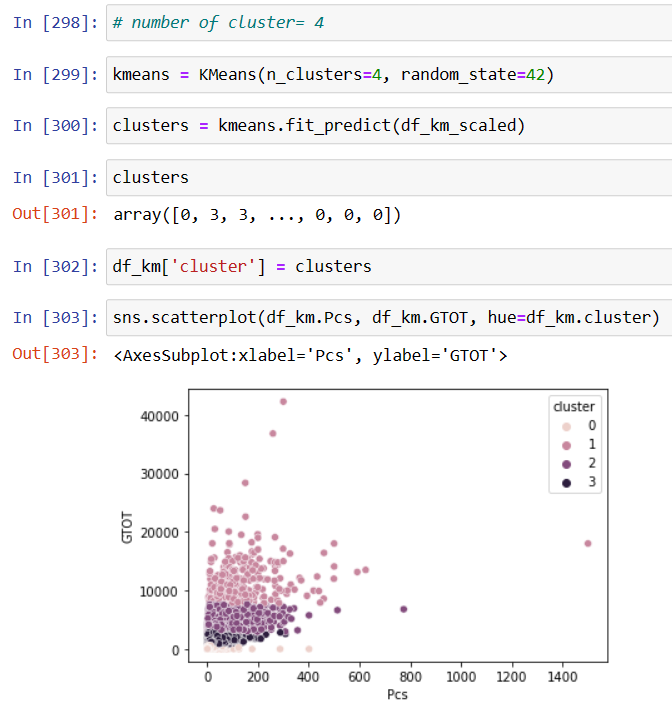 In [298]: # number of cluster= 4
In [299]: kmeans = KMeans(n_clusters=4, random_state=42)
In [300]: clusters = kmeans.fit_predict(df_km_scaled)
In [301]: clusters
Out[301]: array([0, 3, 3, ..., 0, 0, 0])
In [302]: df_km['cluster'] = clusters
In [303]: sns.scatterplot(df_km.Pcs, df_km.GTOT, hue=df_km.cluster)
Out[303]: <AxesSubplot:xlabel='Pcs', ylabel='GTOT'>
cluster
0
1
2
3
40000
30000
20000
10000
0
GTOT
0 200 400 600 800 1000 1200 1400
Pcs